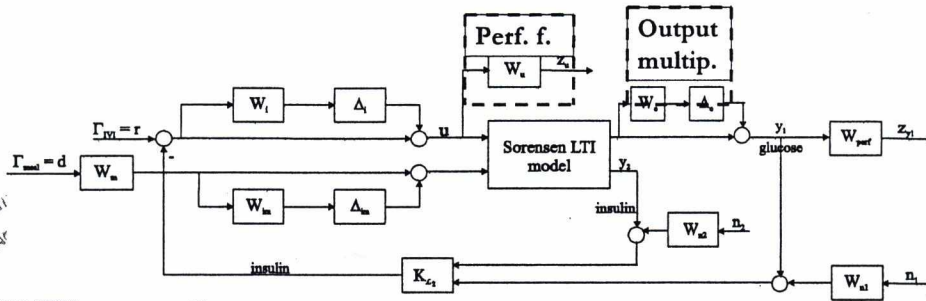 Perf. f.
W_u
z_u
Output
multip.
W_i
Δ_i
W_o
Δ_o
Γ_IVI = r
-
u
Sorensen LTI
model
y_1
glucose
W_perf
z_y1
Γ_meal = d
W_m
y_2
W_im
Δ_im
insulin
W_n2
n_2
insulin
K_𝓛2
W_n1
n_1